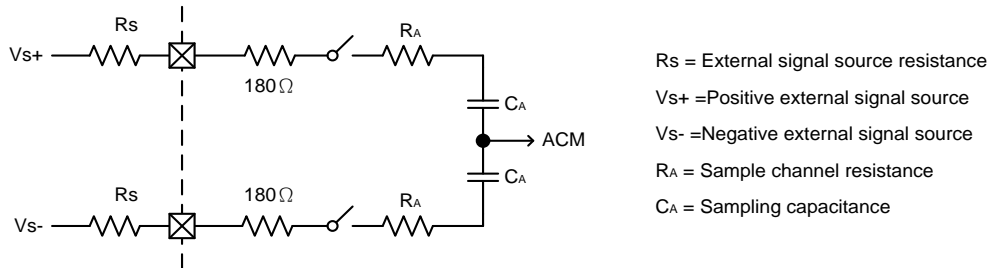 Rs
RA
Vs+
180Ω
CA
ACM
CA
Rs
180Ω
RA
Vs-
Rs = External signal source resistance
Vs+ =Positive external signal source
Vs- =Negative external signal source
RA = Sample channel resistance
CA = Sampling capacitance